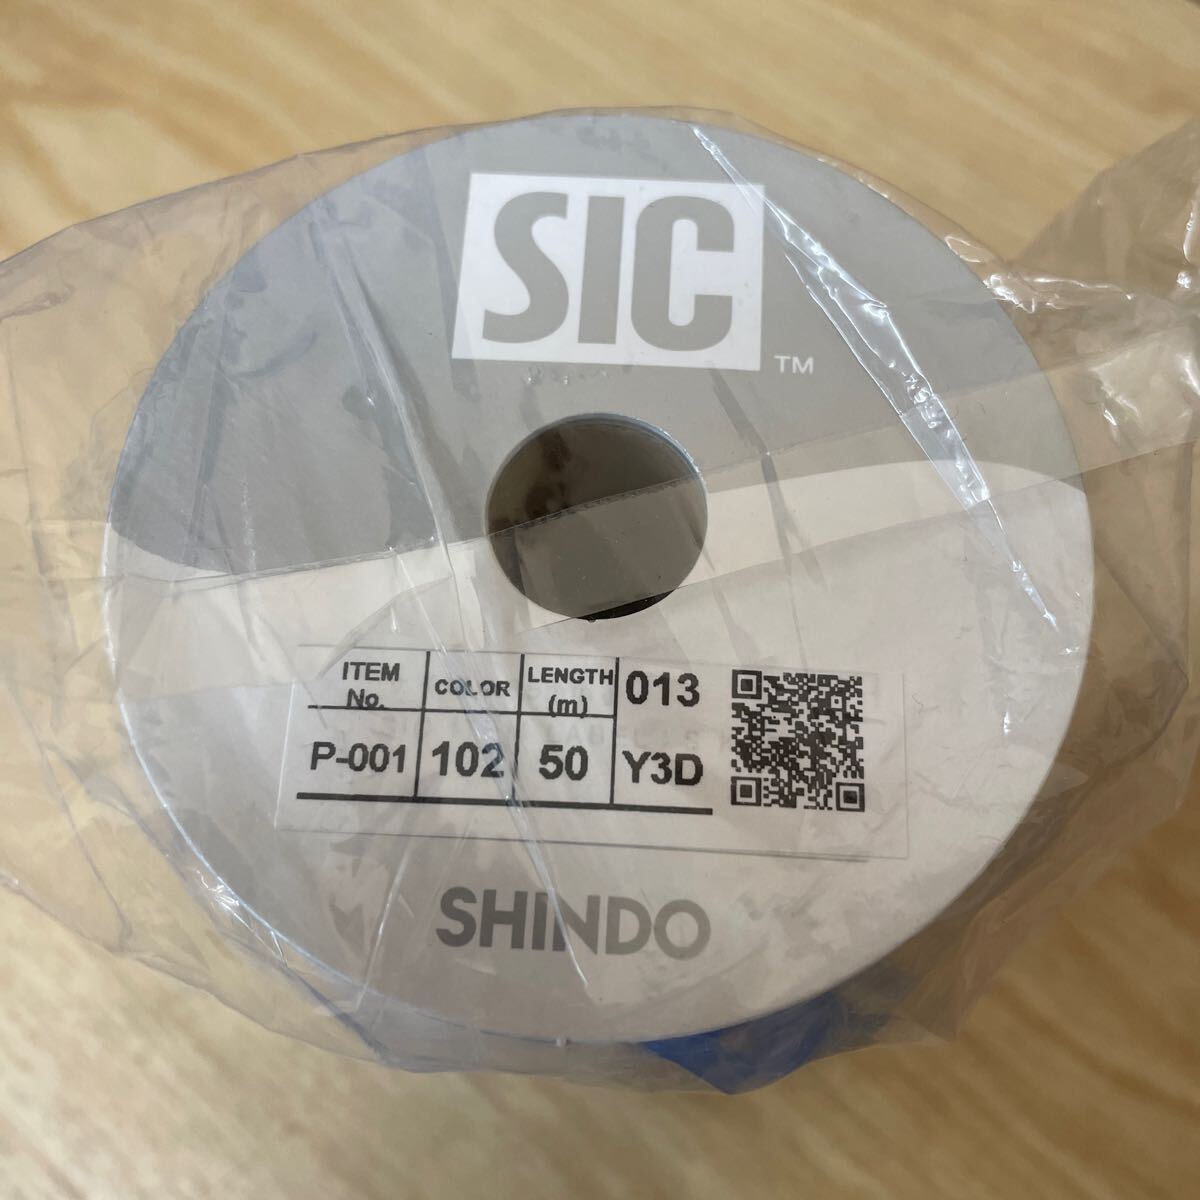 SIC
TM
ITEM No. COLOR LENGTH (m) 013
P-001 102 50 Y3D
SHINDO